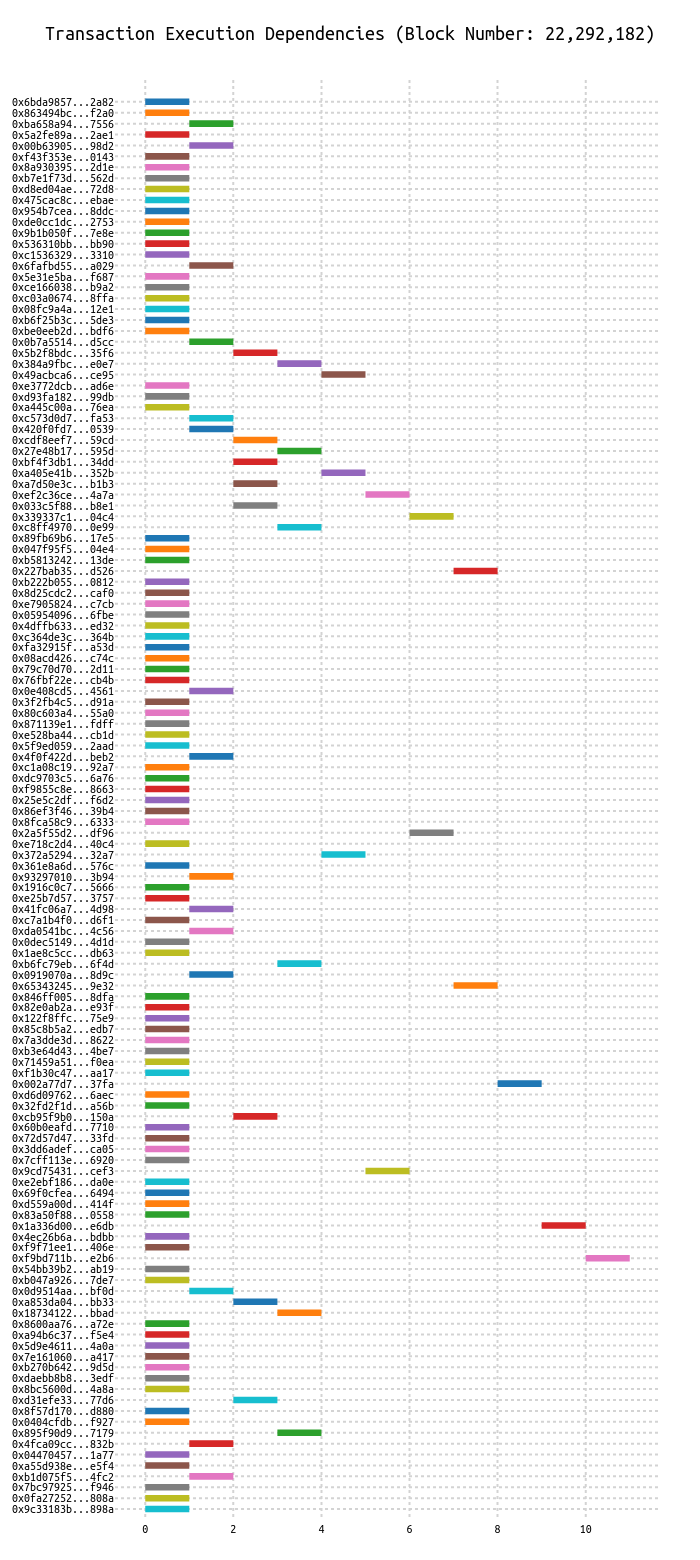 Transaction Execution Dependencies (Block Number: 22,292,182)
0x6bda9857...2a82
0x863494bc...f2a0
0xba658a94...7556
0x5a2fe89a...2ae1
0x00b63905...98d2
0xf43f353e...0143
0x8a930395...2d1e
0xb7e1f73d...562d
0xd8ed04ae...72d8
0x475cac8c...ebae
0x954b7cea...8ddc
0xde0cc1dc...2753
0x9b1b050f...7e8e
0x536310bb...bb90
0xc1536329...3310
0x6fafbd55...a029
0x5e31e5ba...f687
0xce166038...b9a2
0xc03a0674...8ffa
0x08fc9a4a...12e1
0xb6f25b3c...5de3
0xbe0eeb2d...bdf6
0x0b7a5514...d5cc
0x5b2f8bdc...35f6
0x384a9fbc...e0e7
0x49acbca6...ce95
0xe3772dcb...ad6e
0xd93fa182...99db
0xa445c00a...76ea
0xc573d0d7...fa53
0x420f0fd7...0539
0xcdf8eef7...59cd
0x27e48b17...595d
0xbf4f3db1...34dd
0xa405e41b...352b
0xa7d50e3c...b1b3
0xef2c36ce...4a7a
0x033c5f88...b8e1
0x339337c1...04c4
0xc8ff4970...0e99
0x89fb69b6...17e5
0x047f95f5...04e4
0xb5813242...13de
0x227bab35...d526
0xb222b055...0812
0x8d25cdc2...caf0
0xe7905824...c7cb
0x05954096...6fbe
0x4dffb633...ed32
0xc364de3c...364b
0xfa32915f...a53d
0x08acd426...c74c
0x79c70d70...2d11
0x76fbf22e...cb4b
0x0e408cd5...4561
0x3f2fb4c5...d91a
0x80c603a4...55a0
0x871139e1...fdff
0xe528ba44...cb1d
0x5f9ed059...2aad
0x4f0f422d...beb2
0xc1a08c19...92a7
0xdc9703c5...6a76
0xf9855c8e...8663
0x25e5c2df...f6d2
0x86ef3f46...39b4
0x8fca58c9...6333
0x2a5f55d2...df96
0xe718c2d4...40c4
0x372a5294...32a7
0x361e8a6d...576c
0x93297010...3b94
0x1916c0c7...5666
0xe25b7d57...3757
0x41fc06a7...4d98
0xc7a1b4f0...d6f1
0xda0541bc...4c56
0x0dec5149...4d1d
0x1ae8c5cc...db63
0xb6fc79eb...6f4d
0x0919070a...8d9c
0x65343245...9e32
0x846ff005...8dfa
0x82e0ab2a...e93f
0x122f8ffc...75e9
0x85c8b5a2...edb7
0x7a3dde3d...8622
0xb3e64d43...4be7
0x71459a51...f0ea
0xf1b30c47...aa17
0x002a77d7...37fa
0xd6d09762...6aec
0x32fd2f1d...a56b
0xcb95f9b0...150a
0x60b0eafd...7710
0x72d57d47...33fd
0x3dd6adef...ca05
0x7cff113e...6920
0x9cd75431...cef3
0xe2ebf186...da0e
0x69f0cfea...6494
0xd559a00d...414f
0x83a50f88...0558
0x1a336d00...e6db
0x4ec26b6a...bdbb
0xf9f71ee1...406e
0xf9bd711b...e2b6
0x54bb39b2...ab19
0xb047a926...7de7
0x0d9514aa...bf0d
0xa853da04...bb33
0x18734122...bbad
0x8600aa76...a72e
0xa94b6c37...f5e4
0x5d9e4611...4a0a
0x7e161060...a417
0xb270b642...9d5d
0xdaebb8b8...3edf
0x8bc5600d...4a8a
0xd31efe33...77d6
0x8f57d170...d880
0x0404cfdb...f927
0x895f90d9...7179
0x4fca09cc...832b
0x04470457...1a77
0xa55d938e...e5f4
0xb1d075f5...4fc2
0x7bc97925...f946
0x0fa27252...808a
0x9c33183b...898a
0 2 4 6 8 10